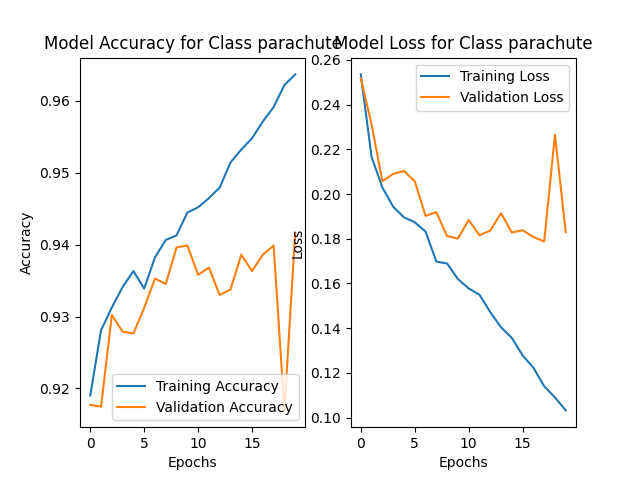 Model Accuracy for Class parachute
Model Loss for Class parachute
Accuracy
0.96
0.95
0.94
0.93
0.92
0
5
10
15
Epochs
Training Accuracy
Validation Accuracy
Loss
0.26
0.24
0.22
0.20
0.18
0.16
0.14
0.12
0.10
0
5
10
15
Epochs
Training Loss
Validation Loss